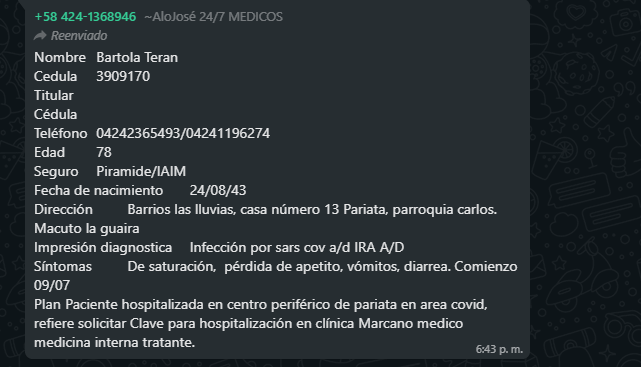 +58 424-1368946 ~AloJosé 24/7 MEDICOS
Reenviado
Nombre Bartola Teran
Cedula 3909170
Titular
Cédula
Teléfono 04242365493/04241196274
Edad 78
Seguro Piramide/IAIM
Fecha de nacimiento 24/08/43
Dirección Barrios las lluvias, casa número 13 Pariata, parroquia carlos.
Macuto la guaira
Impresión diagnostica Infección por sars cov a/d IRA A/D
Síntomas De saturación, pérdida de apetito, vómitos, diarrea. Comienzo
09/07
Plan Paciente hospitalizada en centro periférico de pariata en area covid,
refiere solicitar Clave para hospitalización en clínica Marcano medico
medicina interna tratante.
6:43 p. m.